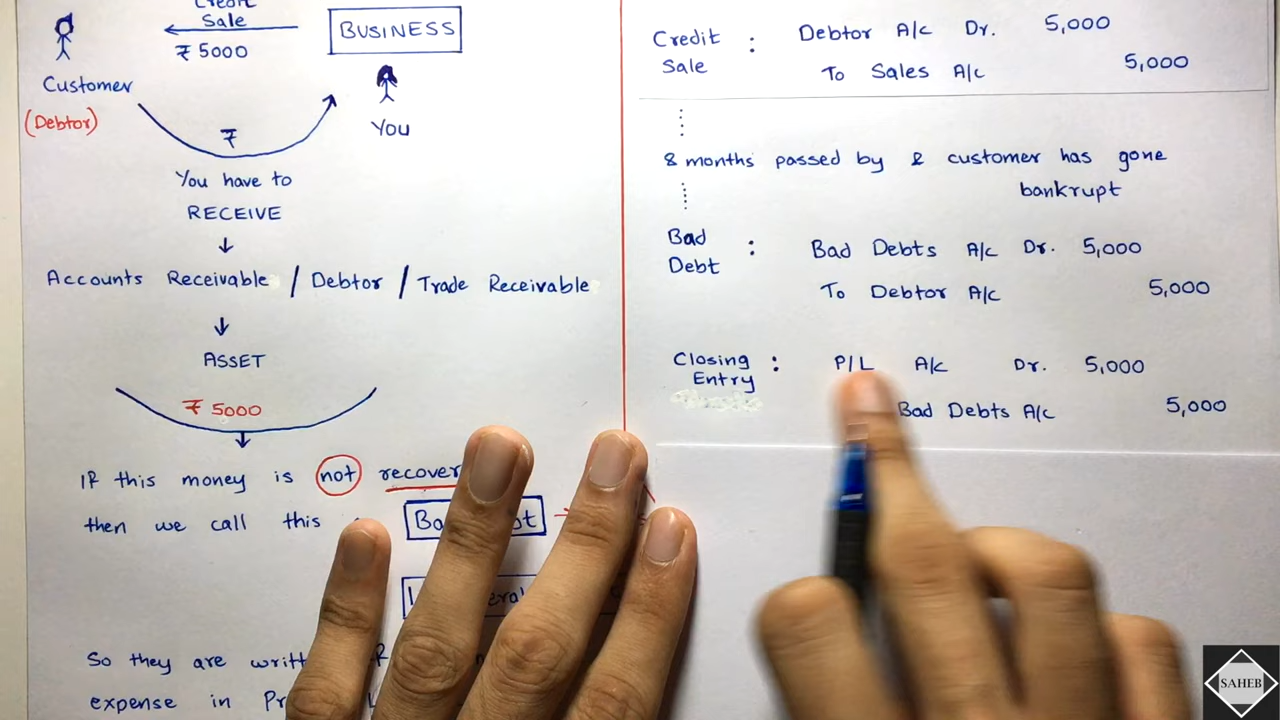 Credit
Sale
₹ 5000
BUSINESS
Customer
(Debtor)
You
₹
You have to
RECEIVE
Accounts Receivable / Debtor / Trade Receivable
ASSET
₹ 5000
If this money is not recover
then we call this
So they are writt
expense in
Credit Sale : Debtor A/c Dr. 5,000
To Sales A/c 5,000
8 months passed by & customer has gone
bankrupt
Bad Debt : Bad Debts A/c Dr. 5,000
To Debtor A/c 5,000
Closing Entry : P/L A/c Dr. 5,000
Bad Debts A/c 5,000
SAHEB